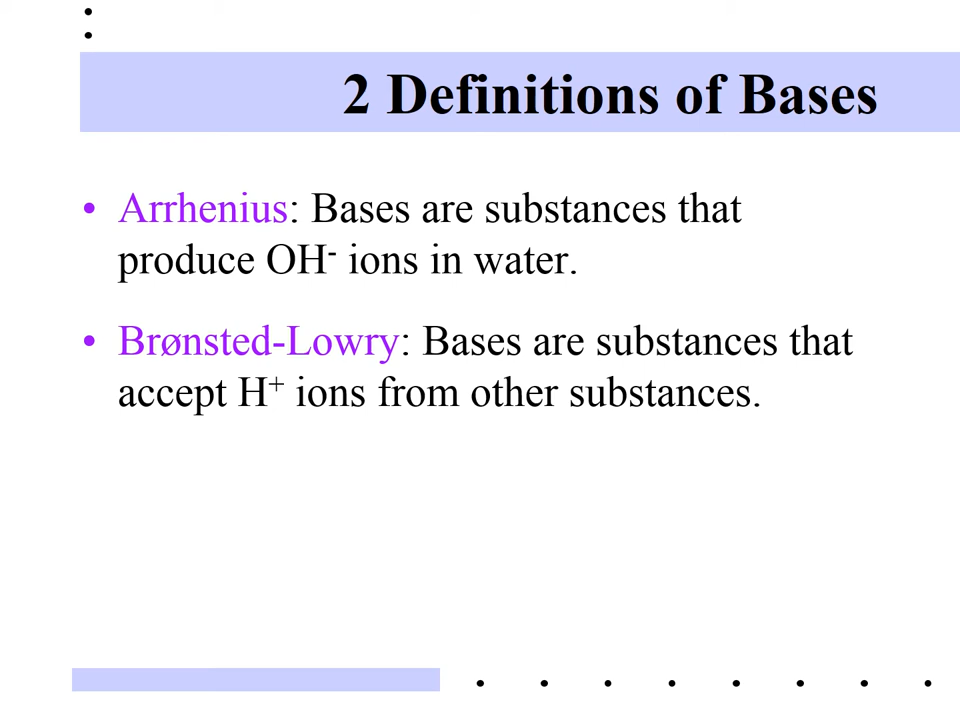 2 Definitions of Bases
• Arrhenius: Bases are substances that
produce OH⁻ ions in water.
• Brønsted-Lowry: Bases are substances that
accept H⁺ ions from other substances.